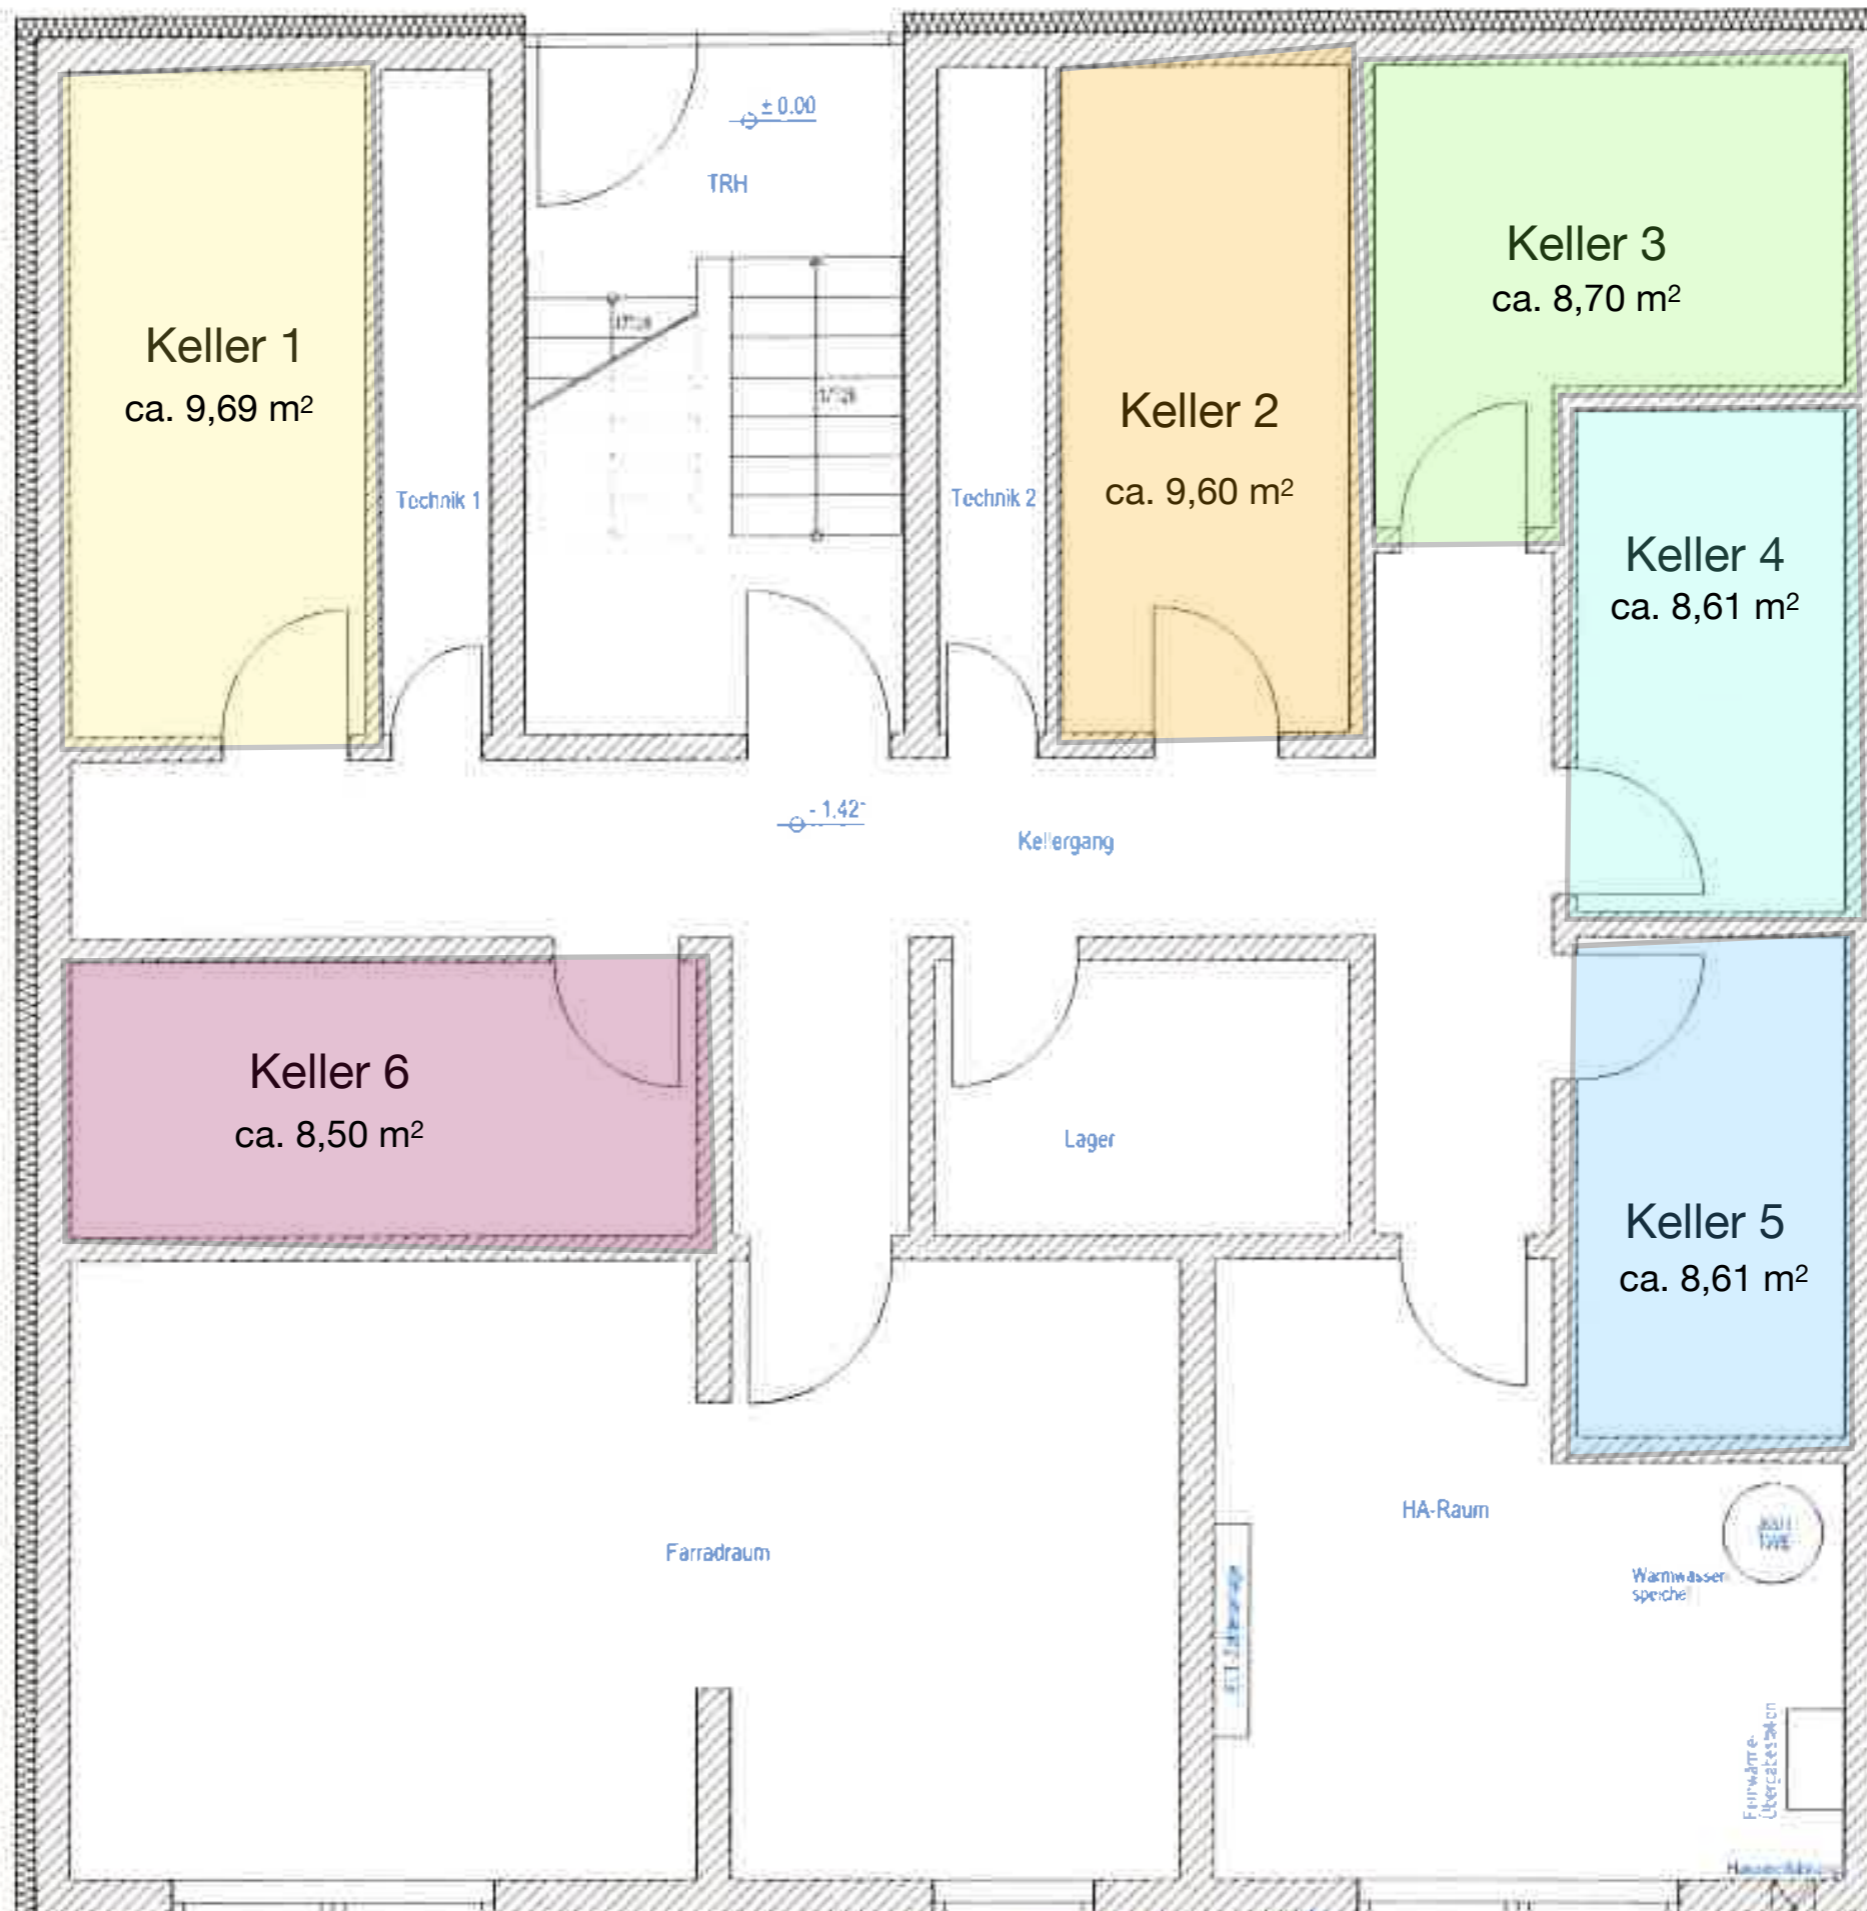 ± 0.00
TRH
Keller 3
ca. 8,70 m²
Keller 1
ca. 9,69 m²
Keller 2
ca. 9,60 m²
Technik 1
Technik 2
Keller 4
ca. 8,61 m²
- 1.42
Kellergang
Keller 6
ca. 8,50 m²
Lager
Keller 5
ca. 8,61 m²
HA-Raum
Farradraum
Warmwasser